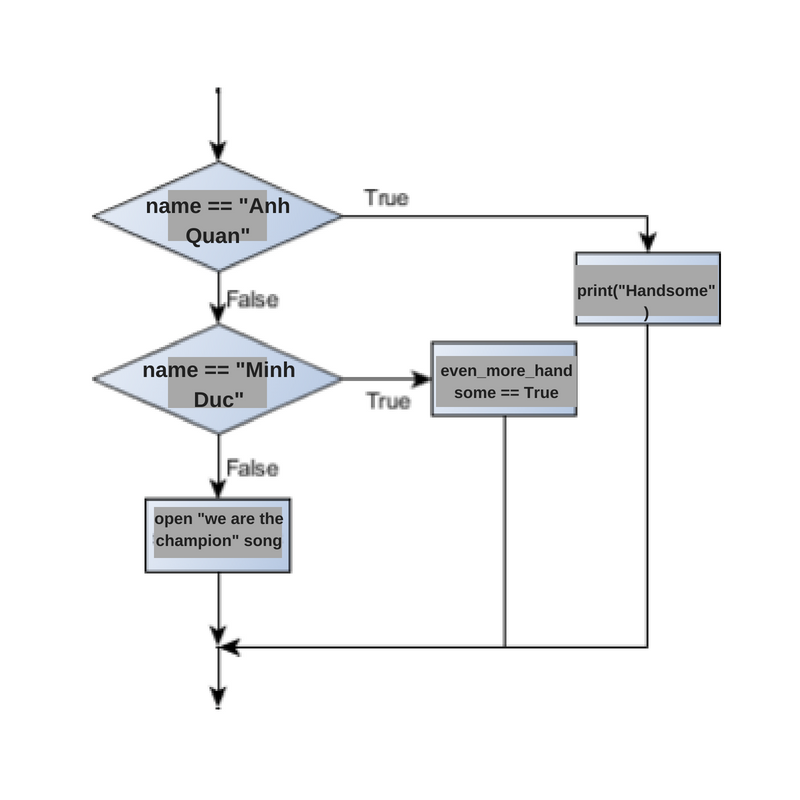 name == "Anh
Quan"
True
print("Handsome"
)
False
name == "Minh
Duc"
True
even_more_hand
some == True
False
open "we are the
champion" song